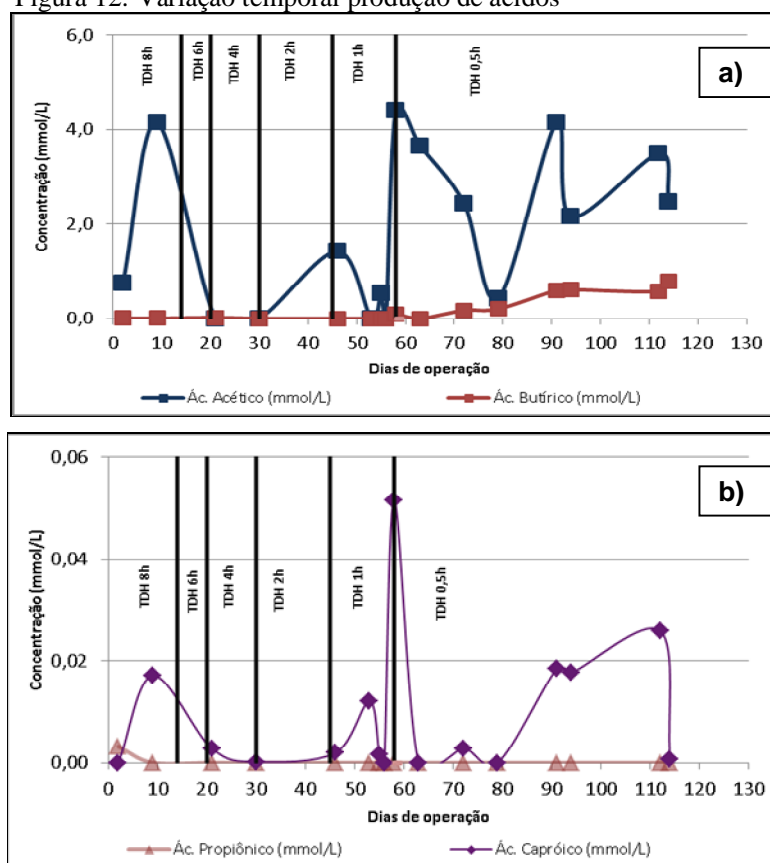 Figura 12: Variação temporal produção de ácidos
a)
6,0
4,0
2,0
0,0
Concentração (mmol/L)
TDH 8h
TDH 6h
TDH 4h
TDH 2h
TDH 1h
TDH 0,5h
0 10 20 30 40 50 60 70 80 90 100 110 120 130
Dias de operação
Ác. Acético (mmol/L) Ác. Butírico (mmol/L)
b)
0,06
0,04
0,02
0,00
Concentração (mmol/L)
TDH 8h
TDH 6h
TDH 4h
TDH 2h
TDH 1h
TDH 0,5h
0 10 20 30 40 50 60 70 80 90 100 110 120 130
Dias de operação
Ác. Propiônico (mmol/L) Ác. Capróico (mmol/L)